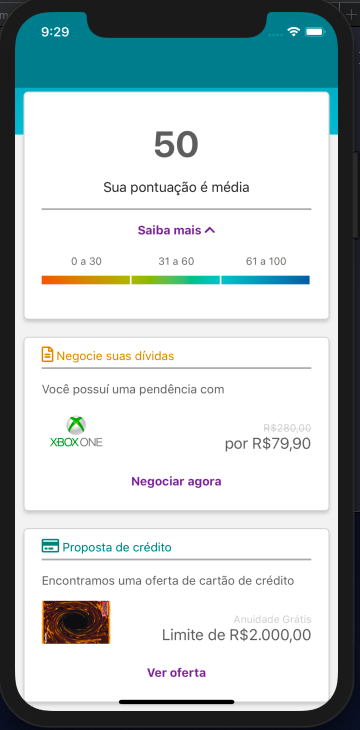 9:29
50
Sua pontuação é média
Saiba mais
0 a 30 31 a 60 61 a 100
Negocie suas dívidas
Você possuí uma pendência com
XBOX ONE
R$280,00
por R$79,90
Negociar agora
Proposta de crédito
Encontramos uma oferta de cartão de crédito
Anuidade Grátis
Limite de R$2.000,00
Ver oferta